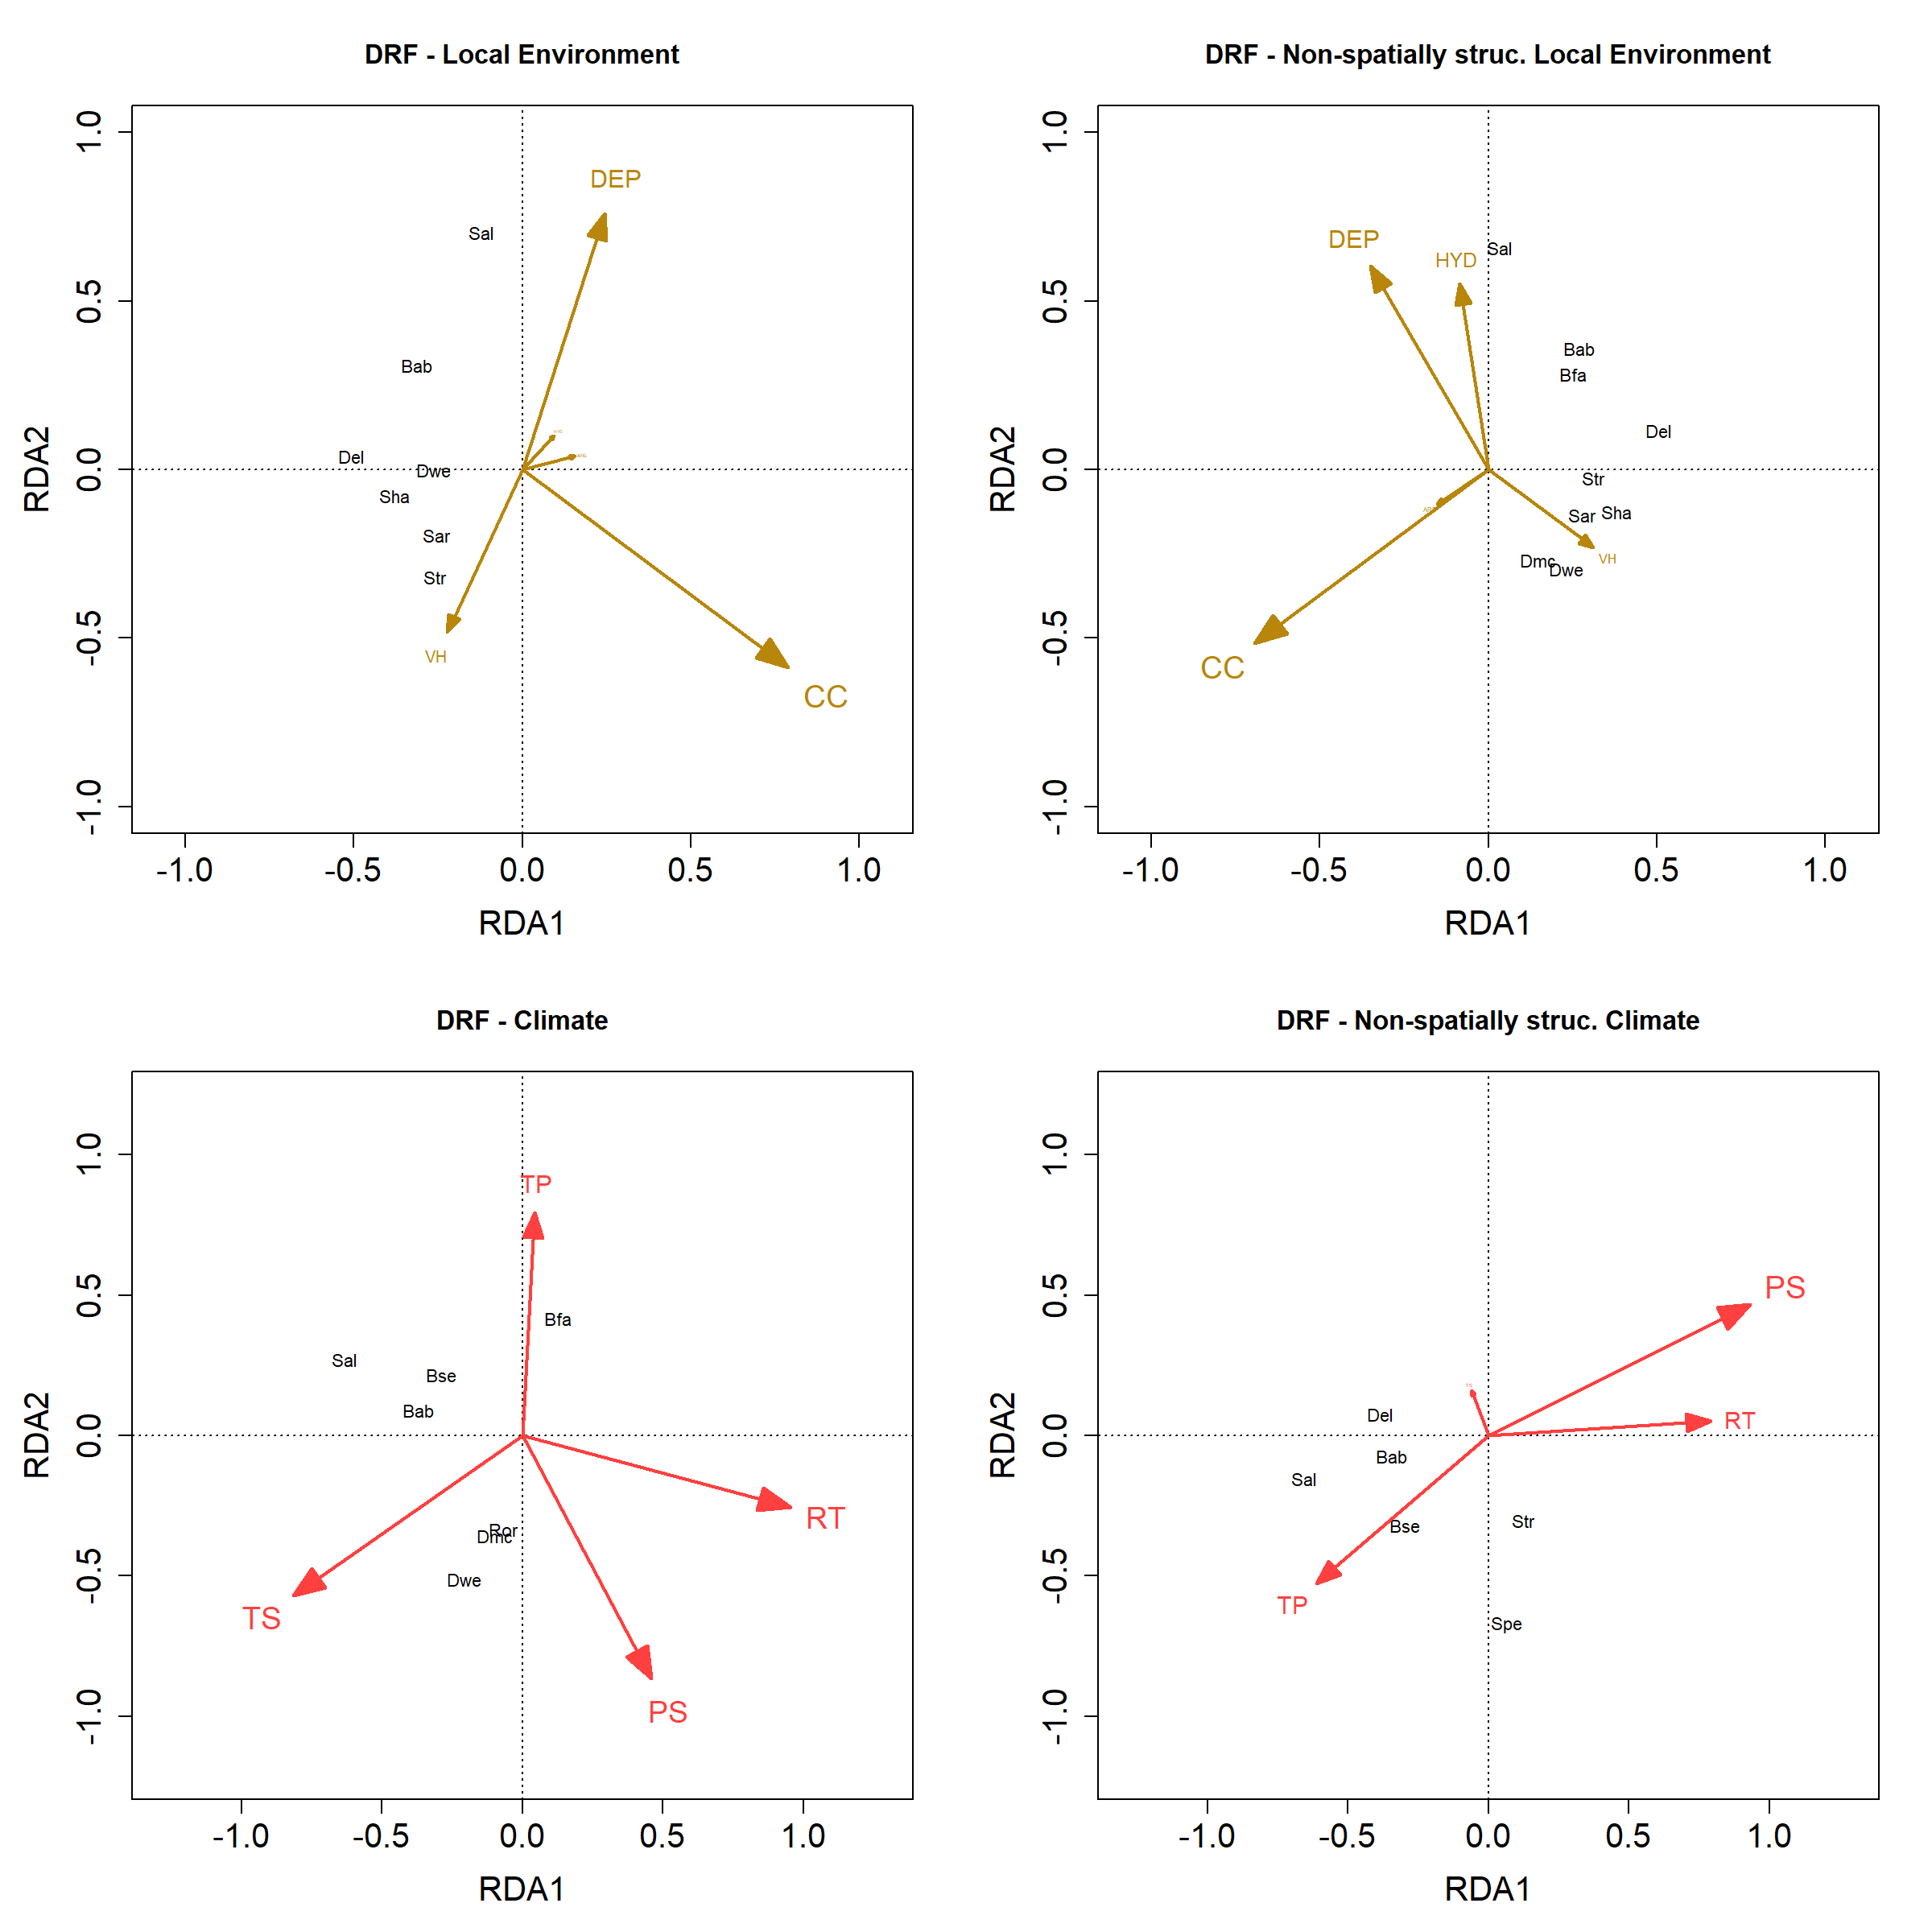 DRF - Local Environment
DEP
Sal
Bab
Del
Dwe
Sha
Sar
Str
VH
CC
RDA2
1.0
0.5
0.0
-0.5
-1.0
-1.0 -0.5 0.0 0.5 1.0
RDA1
DRF - Non-spatially struc. Local Environment
DEP
HYD
Sal
Bab
Bfa
Del
Str
Sar
Sha
Dmc
Dwe
VH
CC
RDA2
1.0
0.5
0.0
-0.5
-1.0
-1.0 -0.5 0.0 0.5 1.0
RDA1
DRF - Climate
TP
Bfa
Sal
Bse
Bab
Ror
Dmc
Dwe
RT
TS
PS
RDA2
1.0
0.5
0.0
-0.5
-1.0
-1.0 -0.5 0.0 0.5 1.0
RDA1
DRF - Non-spatially struc. Climate
PS
RT
Del
Bab
Sal
Bse
Str
TP
Spe
RDA2
1.0
0.5
0.0
-0.5
-1.0
-1.0 -0.5 0.0 0.5 1.0
RDA1